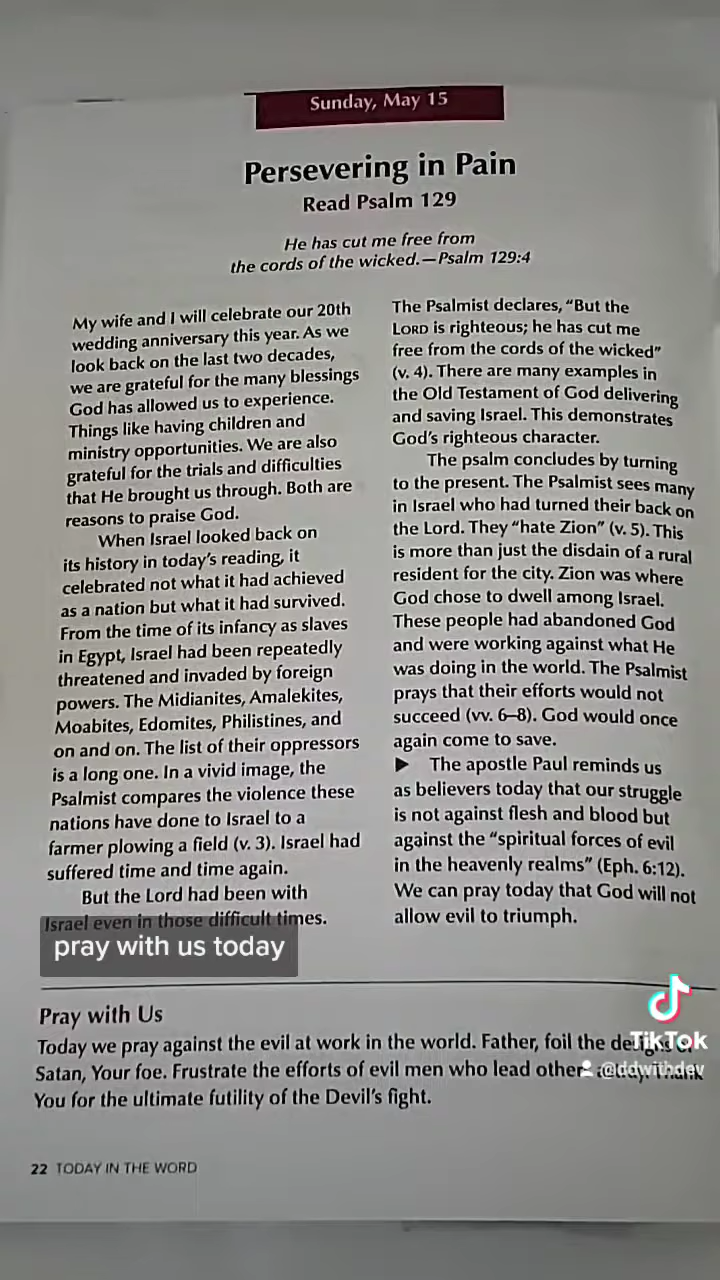 Sunday, May 15
Persevering in Pain
Read Psalm 129
He has cut me free from
the cords of the wicked.—Psalm 129:4
My wife and I will celebrate our 20th
wedding anniversary this year. As we
look back on the last two decades,
we are grateful for the many blessings
God has allowed us to experience.
Things like having children and
ministry opportunities. We are also
grateful for the trials and difficulties
that He brought us through. Both are
reasons to praise God.
When Israel looked back on
its history in today's reading, it
celebrated not what it had achieved
as a nation but what it had survived.
From the time of its infancy as slaves
in Egypt, Israel had been repeatedly
threatened and invaded by foreign
powers. The Midianites, Amalekites,
Moabites, Edomites, Philistines, and
on and on. The list of their oppressors
is a long one. In a vivid image, the
Psalmist compares the violence these
nations have done to Israel to a
farmer plowing a field (v. 3). Israel had
suffered time and time again.
But the Lord had been with
Israel even in those difficult times.
pray with us today
The Psalmist declares, "But the
LORD is righteous; he has cut me
free from the cords of the wicked"
(v. 4). There are many examples in
the Old Testament of God delivering
and saving Israel. This demonstrates
God's righteous character.
The psalm concludes by turning
to the present. The Psalmist sees many
in Israel who had turned their back on
the Lord. They "hate Zion" (v. 5). This
is more than just the disdain of a rural
resident for the city. Zion was where
God chose to dwell among Israel.
These people had abandoned God
and were working against what He
was doing in the world. The Psalmist
prays that their efforts would not
succeed (vv. 6–8). God would once
again come to save.
▶ The apostle Paul reminds us
as believers today that our struggle
is not against flesh and blood but
against the "spiritual forces of evil
in the heavenly realms" (Eph. 6:12).
We can pray today that God will not
allow evil to triumph.
Pray with Us
Today we pray against the evil at work in the world. Father, foil the
Satan, Your foe. Frustrate the efforts of evil men who lead others
You for the ultimate futility of the Devil's fight.
TikTok
@ddwithdev
22 TODAY IN THE WORD